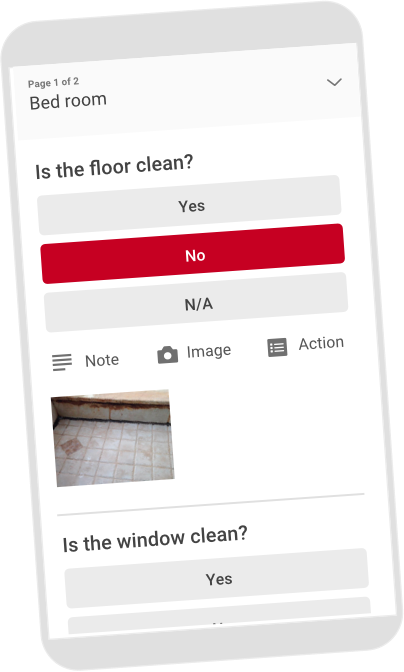 Page 1 of 2
Bed room
Is the floor clean?
Yes
No
N/A
Note
Image
Action
Is the window clean?
Yes